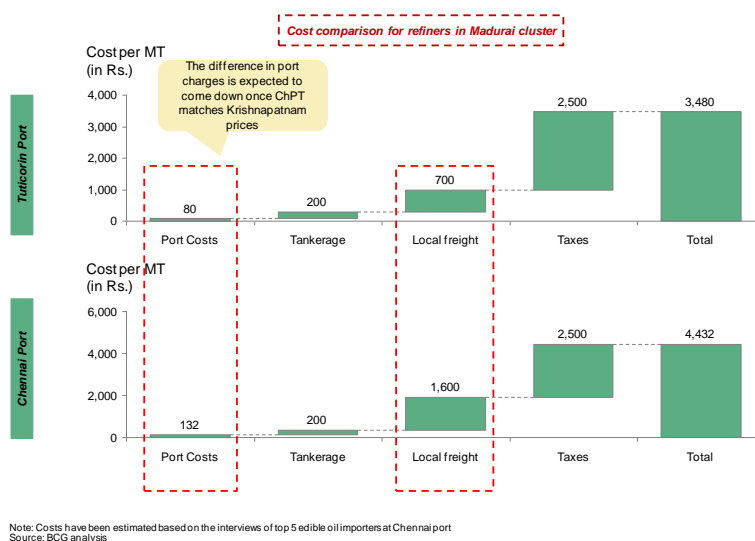 Cost comparison for refiners in Madurai cluster
Cost per MT
(in Rs.)
The difference in port
charges is expected to
come down once ChPT
matches Krishnapatnam
prices
Tuticorin Port
4,000
3,000
2,000
1,000
0
80
200
700
2,500
3,480
Port Costs
Tankerage
Local freight
Taxes
Total
Cost per MT
(in Rs.)
Chennai Port
6,000
4,000
2,000
0
132
200
1,600
2,500
4,432
Port Costs
Tankerage
Local freight
Taxes
Total
Note: Costs have been estimated based on the interviews of top 5 edible oil importers at Chennai port
Source: BCG analysis